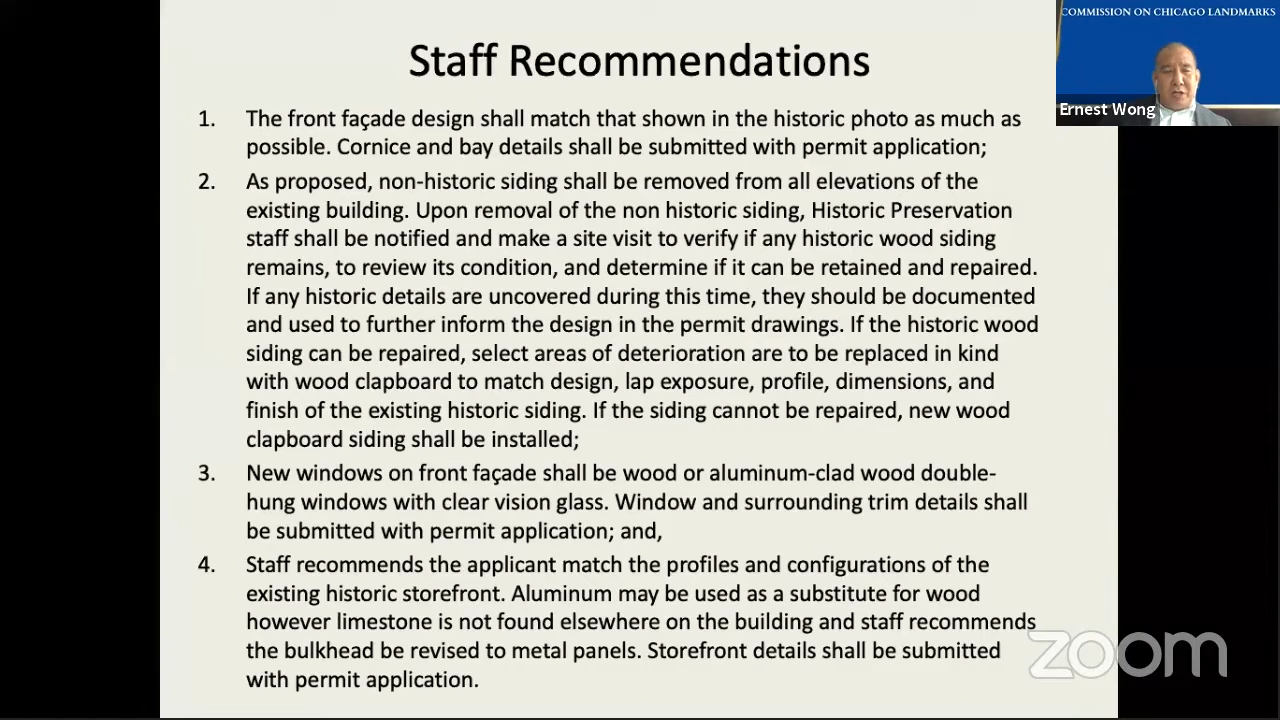 Staff Recommendations
1. The front façade design shall match that shown in the historic photo as much as
possible. Cornice and bay details shall be submitted with permit application;
2. As proposed, non-historic siding shall be removed from all elevations of the
existing building. Upon removal of the non historic siding, Historic Preservation
staff shall be notified and make a site visit to verify if any historic wood siding
remains, to review its condition, and determine if it can be retained and repaired.
If any historic details are uncovered during this time, they should be documented
and used to further inform the design in the permit drawings. If the historic wood
siding can be repaired, select areas of deterioration are to be replaced in kind
with wood clapboard to match design, lap exposure, profile, dimensions, and
finish of the existing historic siding. If the siding cannot be repaired, new wood
clapboard siding shall be installed;
3. New windows on front façade shall be wood or aluminum-clad wood double-
hung windows with clear vision glass. Window and surrounding trim details shall
be submitted with permit application; and,
4. Staff recommends the applicant match the profiles and configurations of the
existing historic storefront. Aluminum may be used as a substitute for wood
however limestone is not found elsewhere on the building and staff recommends
the bulkhead be revised to metal panels. Storefront details shall be submitted
with permit application.
COMMISSION ON CHICAGO LANDMARKS
Ernest Wong
zoom